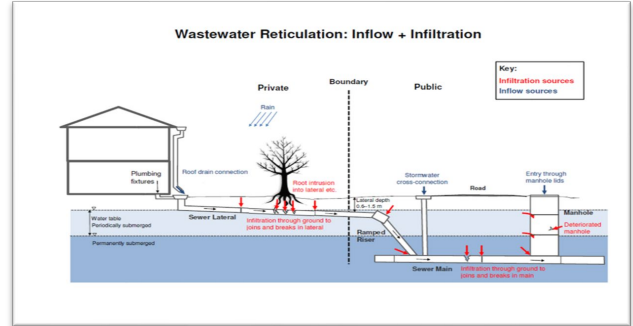 Wastewater Reticulation: Inflow + Infiltration
Key:
Infiltration sources
Inflow sources
Private
Boundary
Public
Rain
Plumbing
fixtures
Roof drain connection
Root intrusion
into lateral etc.
Lateral depth
0.6–1.5 m
Stormwater
cross-connection
Road
Entry through
manhole lids
Water table
Periodically submerged
Permanently submerged
Sewer Lateral
Infiltration through ground to
joins and breaks in lateral
Ramped
Riser
Manhole
Deteriorated
manhole
Sewer Main
Infiltration through ground to
joins and breaks in main